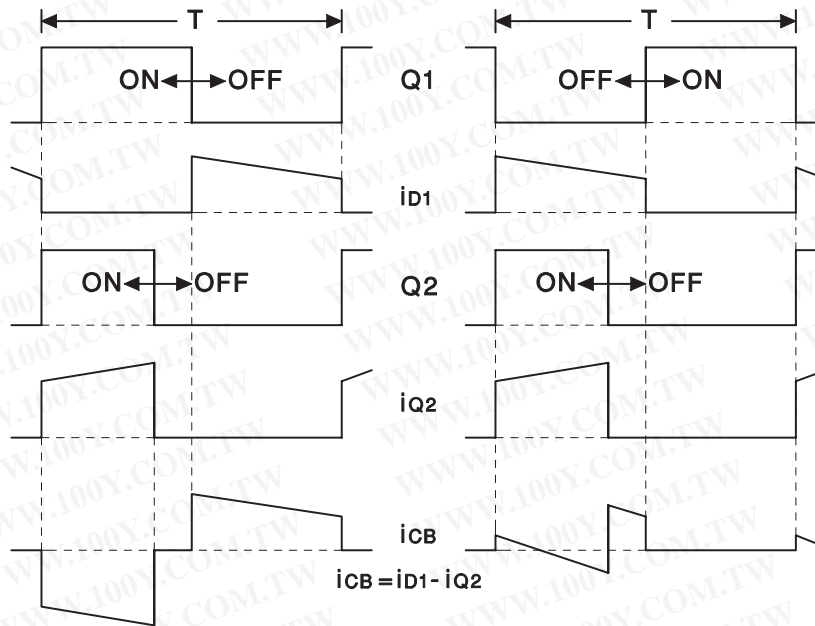 T T
ON OFF Q1 OFF ON
iD1
ON OFF Q2 ON OFF
iQ2
iCB
iCB = iD1 - iQ2
WWW.100Y.COM.TW